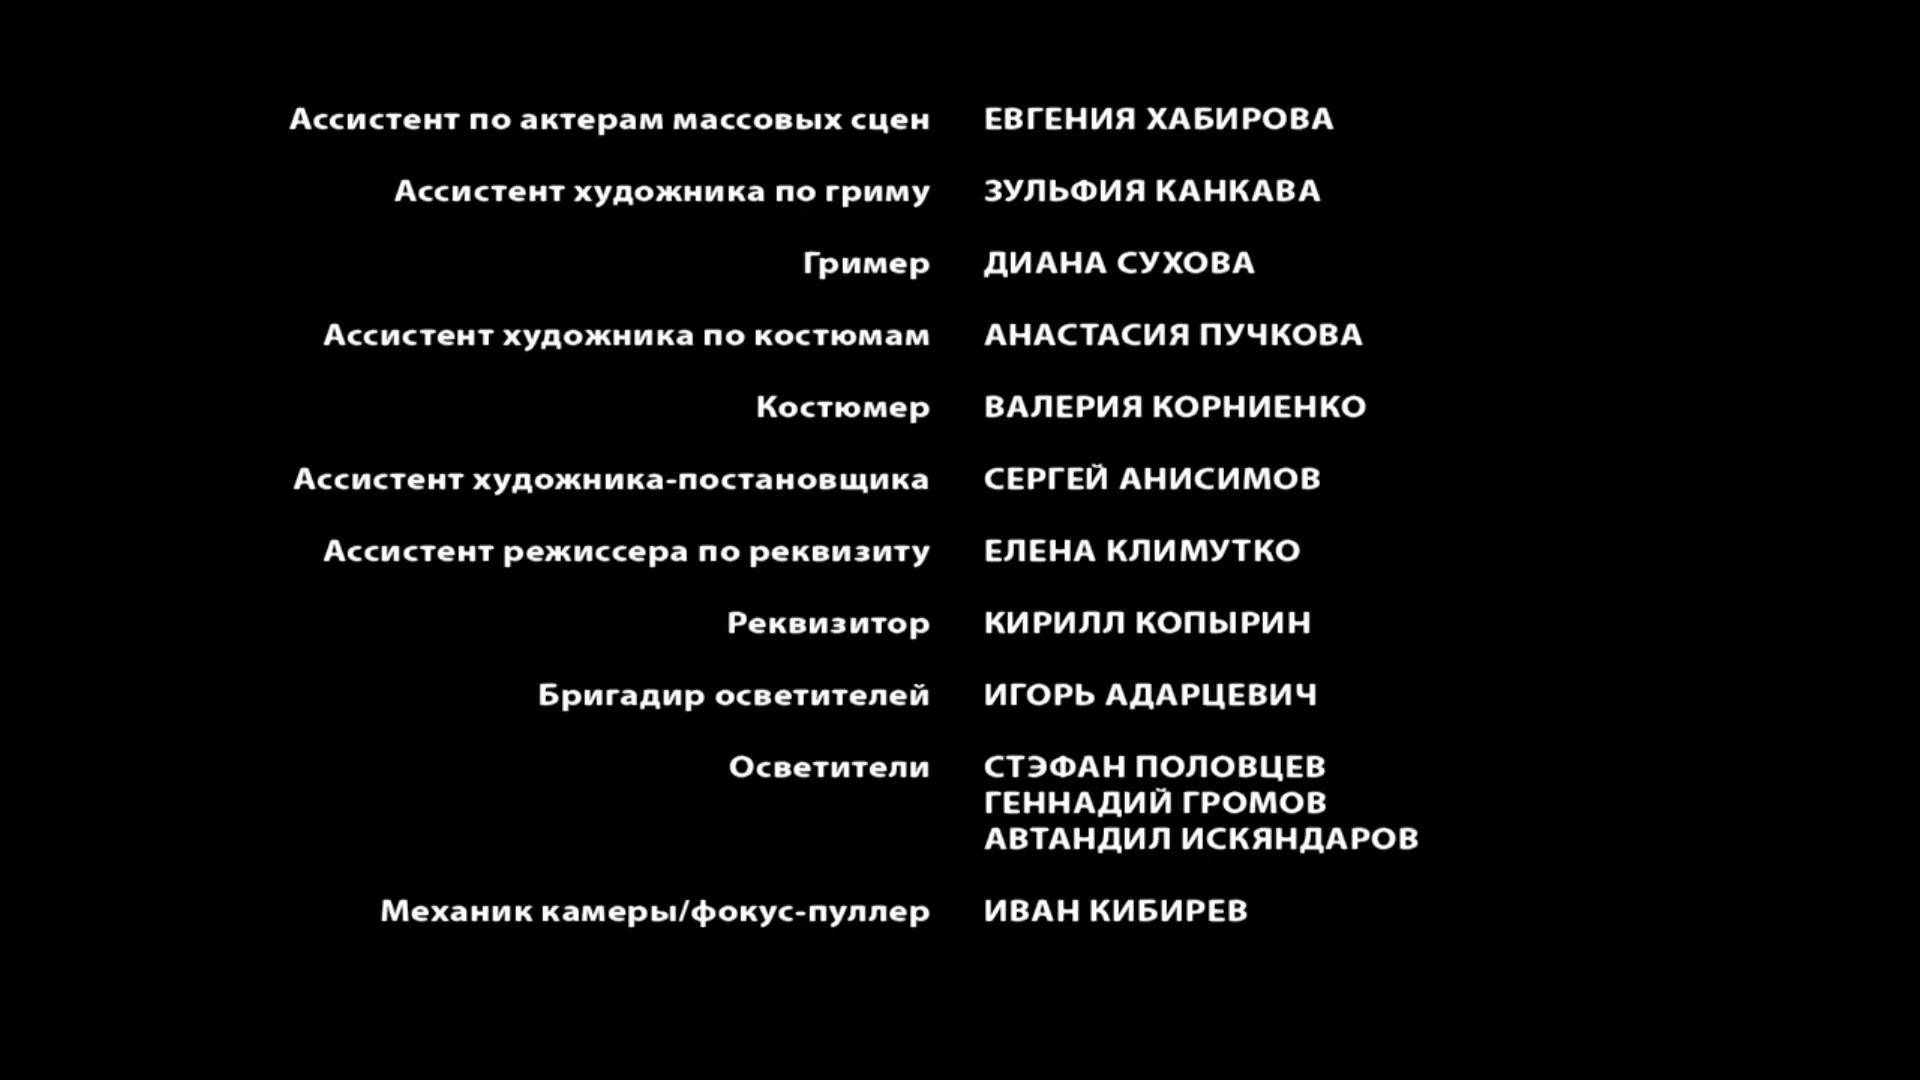 Ассистент по актерам массовых сцен ЕВГЕНИЯ ХАБИРОВА
Ассистент художника по гриму ЗУЛЬФИЯ КАНКАВА
Гример ДИАНА СУХОВА
Ассистент художника по костюмам АНАСТАСИЯ ПУЧКОВА
Костюмер ВАЛЕРИЯ КОРНИЕНКО
Ассистент художника-постановщика СЕРГЕЙ АНИСИМОВ
Ассистент режиссера по реквизиту ЕЛЕНА КЛИМУТКО
Реквизитор КИРИЛЛ КОПЫРИН
Бригадир осветителей ИГОРЬ АДАРЦЕВИЧ
Осветители СТЭФАН ПОЛОВЦЕВ
ГЕННАДИЙ ГРОМОВ
АВТАНДИЛ ИСКЯНДАРОВ
Механик камеры/фокус-пуллер ИВАН КИБИРЕВ